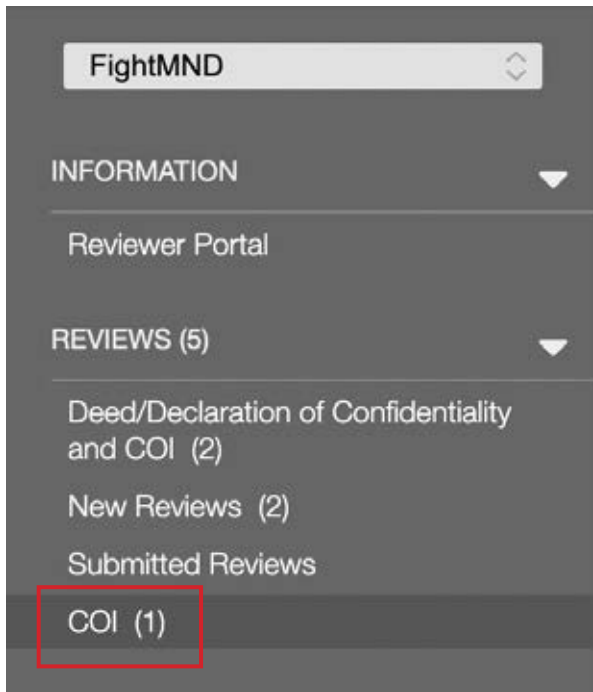 FightMND
INFORMATION
Reviewer Portal
REVIEWS (5)
Deed/Declaration of Confidentiality
and COI (2)
New Reviews (2)
Submitted Reviews
COI (1)